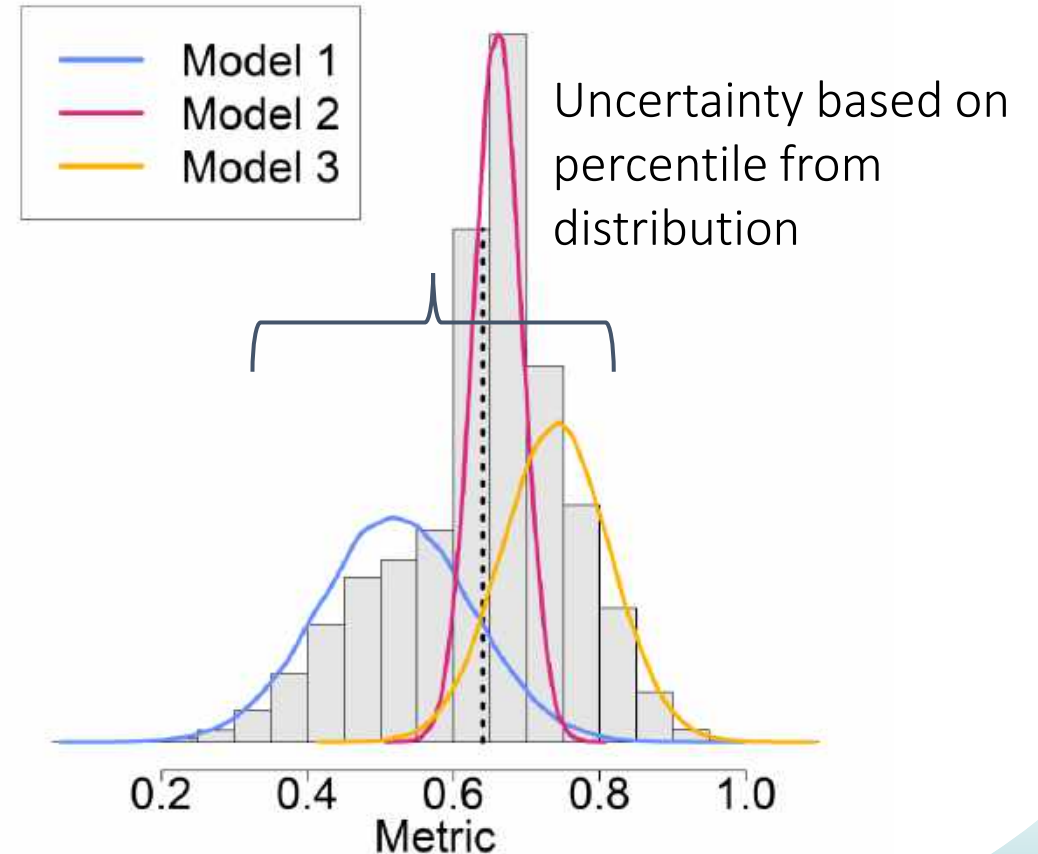 Model 1
Model 2
Model 3
Uncertainty based on
percentile from
distribution
0.2 0.4 0.6 0.8 1.0
Metric